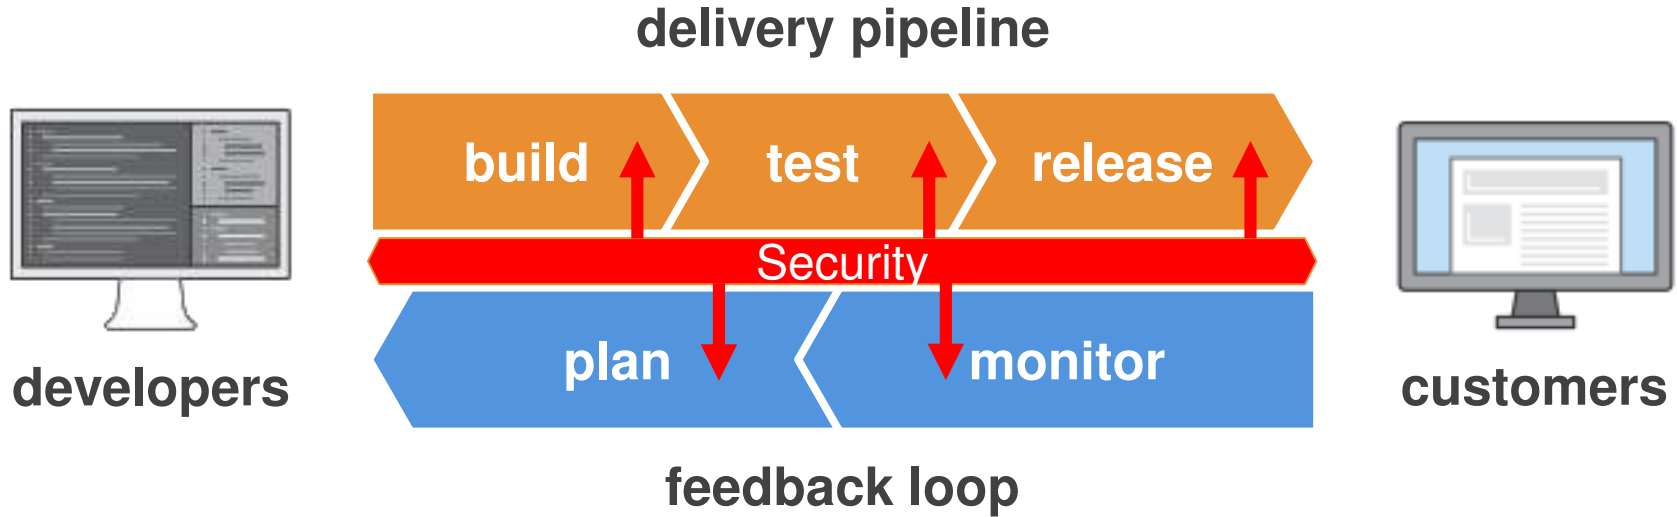 delivery pipeline
build
test
release
Security
plan
monitor
developers
customers
feedback loop